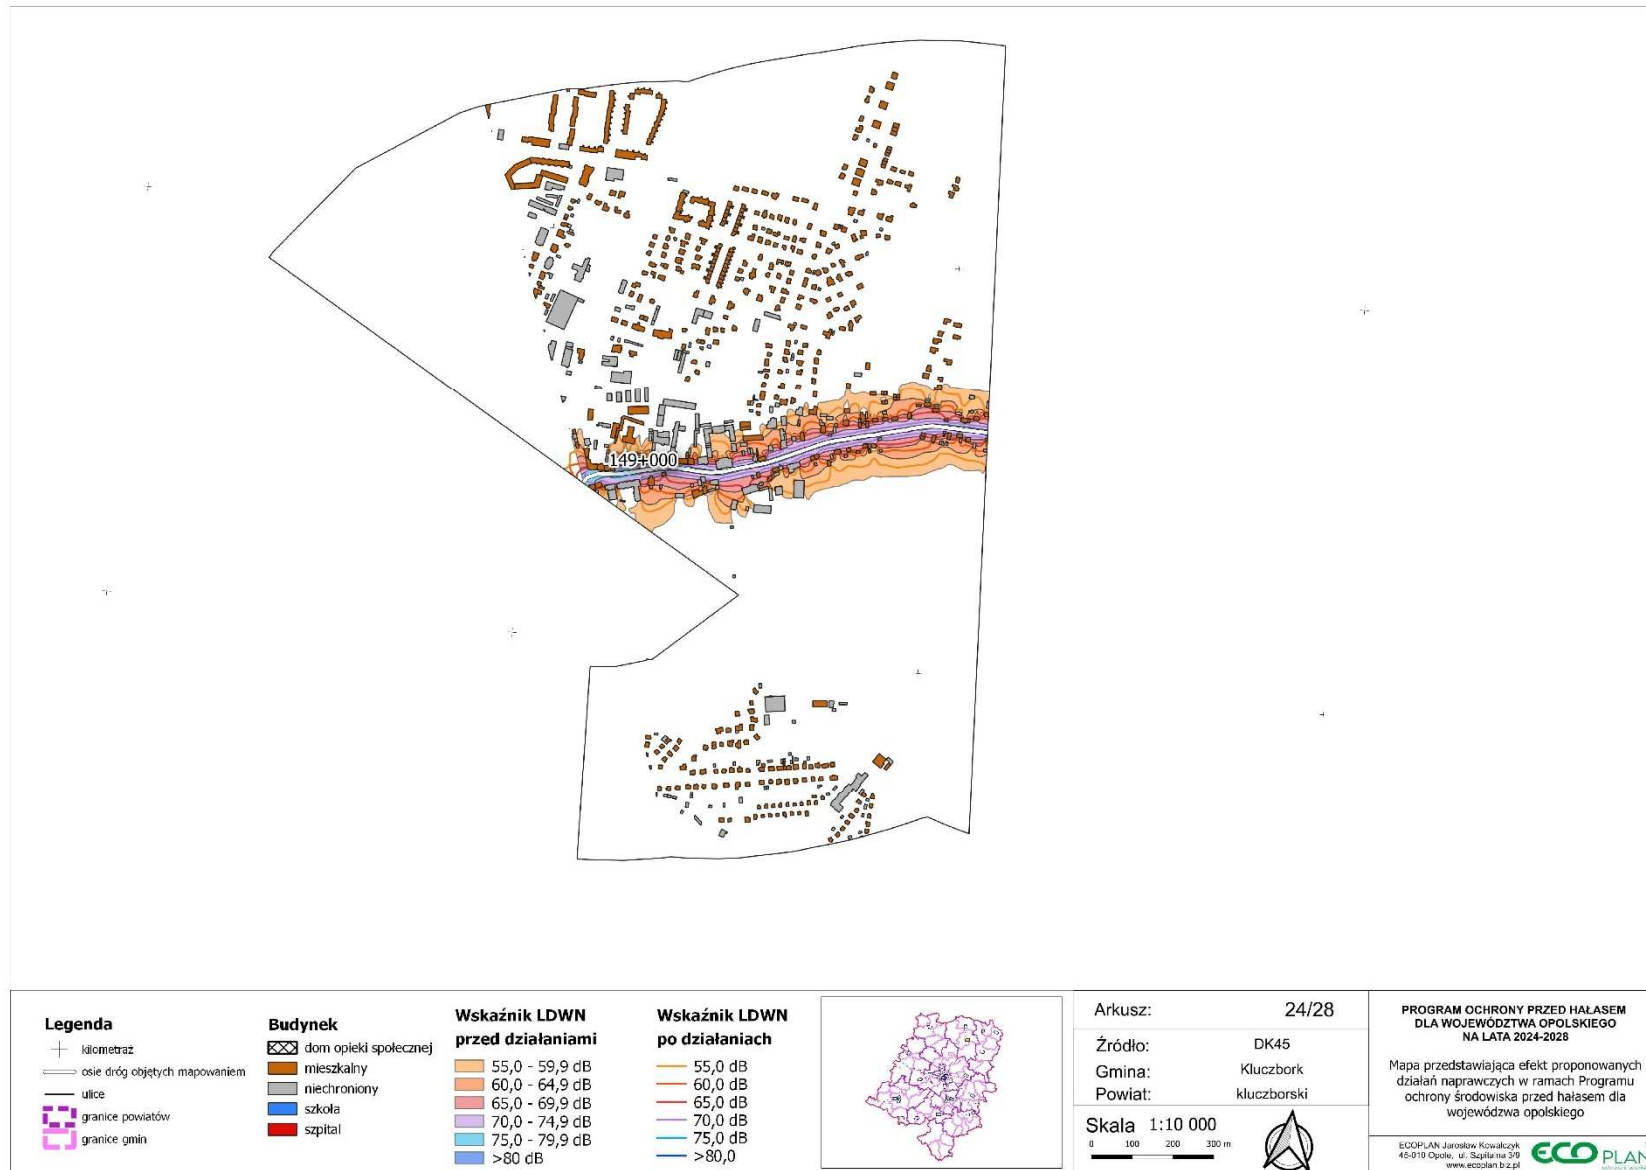 149+000
Legenda
kilometraż
osie dróg objętych mapowaniem
ulice
granice powiatów
granice gmin
Budynek
dom opieki społecznej
mieszkalny
niechroniony
szkoła
szpital
Wskaźnik LDWN
przed działaniami
55,0 - 59,9 dB
60,0 - 64,9 dB
65,0 - 69,9 dB
70,0 - 74,9 dB
75,0 - 79,9 dB
>80 dB
Wskaźnik LDWN
po działaniach
55,0 dB
60,0 dB
65,0 dB
70,0 dB
75,0 dB
>80,0
Arkusz: 24/28
Źródło: DK45
Gmina: Kluczbork
Powiat: kluczborski
Skala 1:10 000
0 100 200 300 m
PROGRAM OCHRONY PRZED HAŁASEM
DLA WOJEWÓDZTWA OPOLSKIEGO
NA LATA 2024-2028
Mapa przedstawiająca efekt proponowanych
działań naprawczych w ramach Programu
ochrony środowiska przed hałasem dla
wojewódzwa opolskiego
ECOPLAN Jarosław Kowalczyk
45-010 Opole, ul. Szpitalna 3/9
www.ecoplan.biz.pl
ECO PLAN